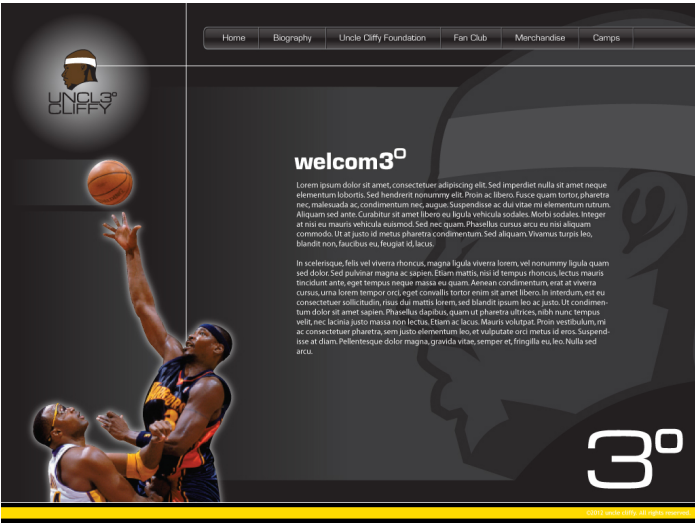 Home Biography Uncle Cliffy Foundation Fan Club Merchandise Camps
UNCL3°
CLIFFY
welcom3°
Lorem ipsum dolor sit amet, consectetuer adipiscing elit. Sed imperdiet nulla sit amet neque
elementum lobortis. Sed hendrerit nonummy elit. Proin ac libero. Fusce quam tortor, pharetra
nec, malesuada ac, condimentum nec, augue. Suspendisse ac dui vitae mi elementum rutrum.
Aliquam sed ante. Curabitur sit amet libero eu ligula vehicula sodales. Morbi sodales. Integer
at nisi eu mauris vehicula euismod. Sed nec quam. Phasellus cursus arcu eu nisi aliquam
commodo. Ut at justo id metus pharetra condimentum. Sed aliquam. Vivamus turpis leo,
blandit non, faucibus eu, feugiat id, lacus.
In scelerisque, felis vel viverra rhoncus, magna ligula viverra lorem, vel nonummy ligula quam
sed dolor. Sed pulvinar magna ac sapien. Etiam mattis, nisi id tempus rhoncus, lectus mauris
tincidunt ante, eget tempus neque massa eu quam. Aenean condimentum, erat at viverra
cursus, urna lorem tempor orci, eget convallis tortor enim sit amet libero. In interdum, est eu
consectetuer sollicitudin, risus dui mattis lorem, sed blandit ipsum leo ac justo. Ut condimen-
tum dolor sit amet sapien. Phasellus dapibus, quam ut pharetra ultrices, nibh nunc tempus
velit, nec lacinia justo massa non lectus. Etiam ac lacus. Mauris volutpat. Proin vestibulum, mi
ac consectetuer pharetra, sem justo elementum leo, et vulputate orci metus id eros. Suspend-
isse at diam. Pellentesque dolor magna, gravida vitae, semper et, fringilla eu, leo. Nulla sed
arcu.
3°
©2012 uncle cliffy. All rights reserved.